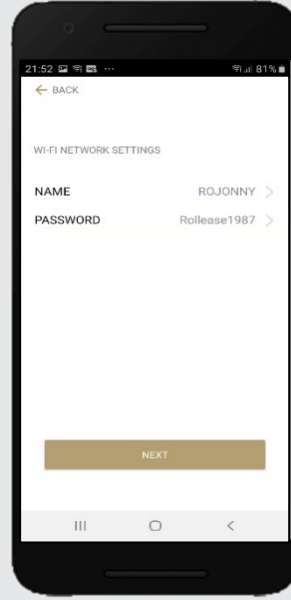 21:52 ... 81%
← BACK
WI-FI NETWORK SETTINGS
NAME ROJONNY >
PASSWORD Rollease1987 >
NEXT